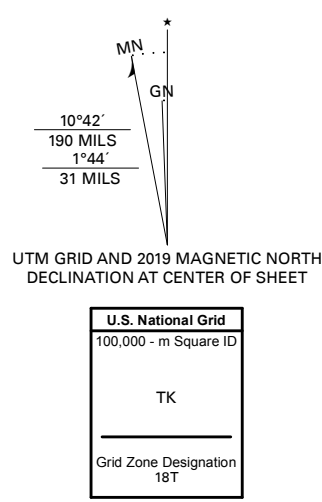 ★
MN
GN
10°42´
190 MILS
1°44´
31 MILS
UTM GRID AND 2019 MAGNETIC NORTH
DECLINATION AT CENTER OF SHEET
U.S. National Grid
100,000 - m Square ID
TK
Grid Zone Designation
18T